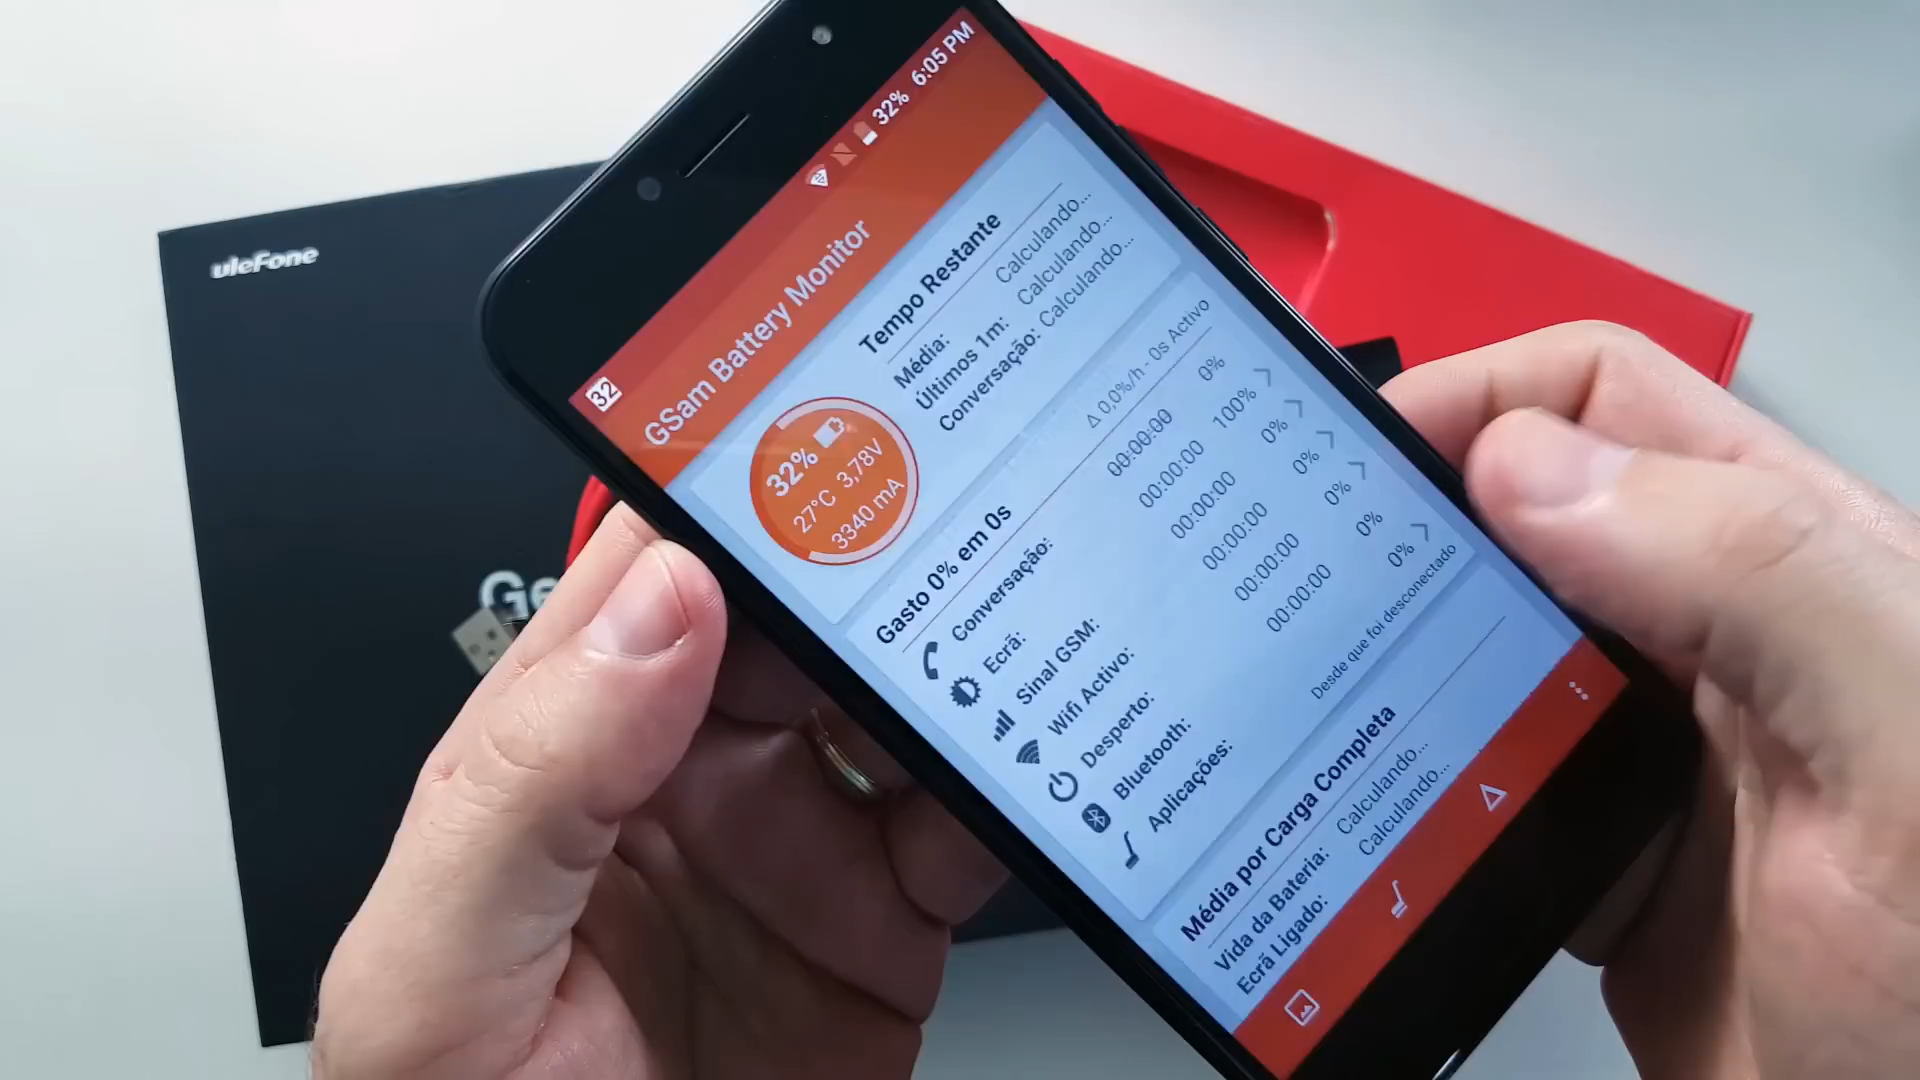 uleFone
Ge
32% 6:05 PM
32
GSam Battery Monitor
32%
27°C 3,78V
3340 mA
Tempo Restante
Média: Calculando...
Últimos 1m: Calculando...
Conversação: Calculando...
Gasto 0% em 0s
Δ 0,0%/h - 0s Activo
Conversação: 00:00:00 0%
Ecrã: 00:00:00 100%
Sinal GSM: 00:00:00 0%
Wifi Activo: 00:00:00 0%
Desperto: 00:00:00 0%
Bluetooth: 00:00:00 0%
Aplicações: 0%
Desde que foi desconectado
Média por Carga Completa
Vida da Bateria: Calculando...
Ecrã Ligado: Calculando...